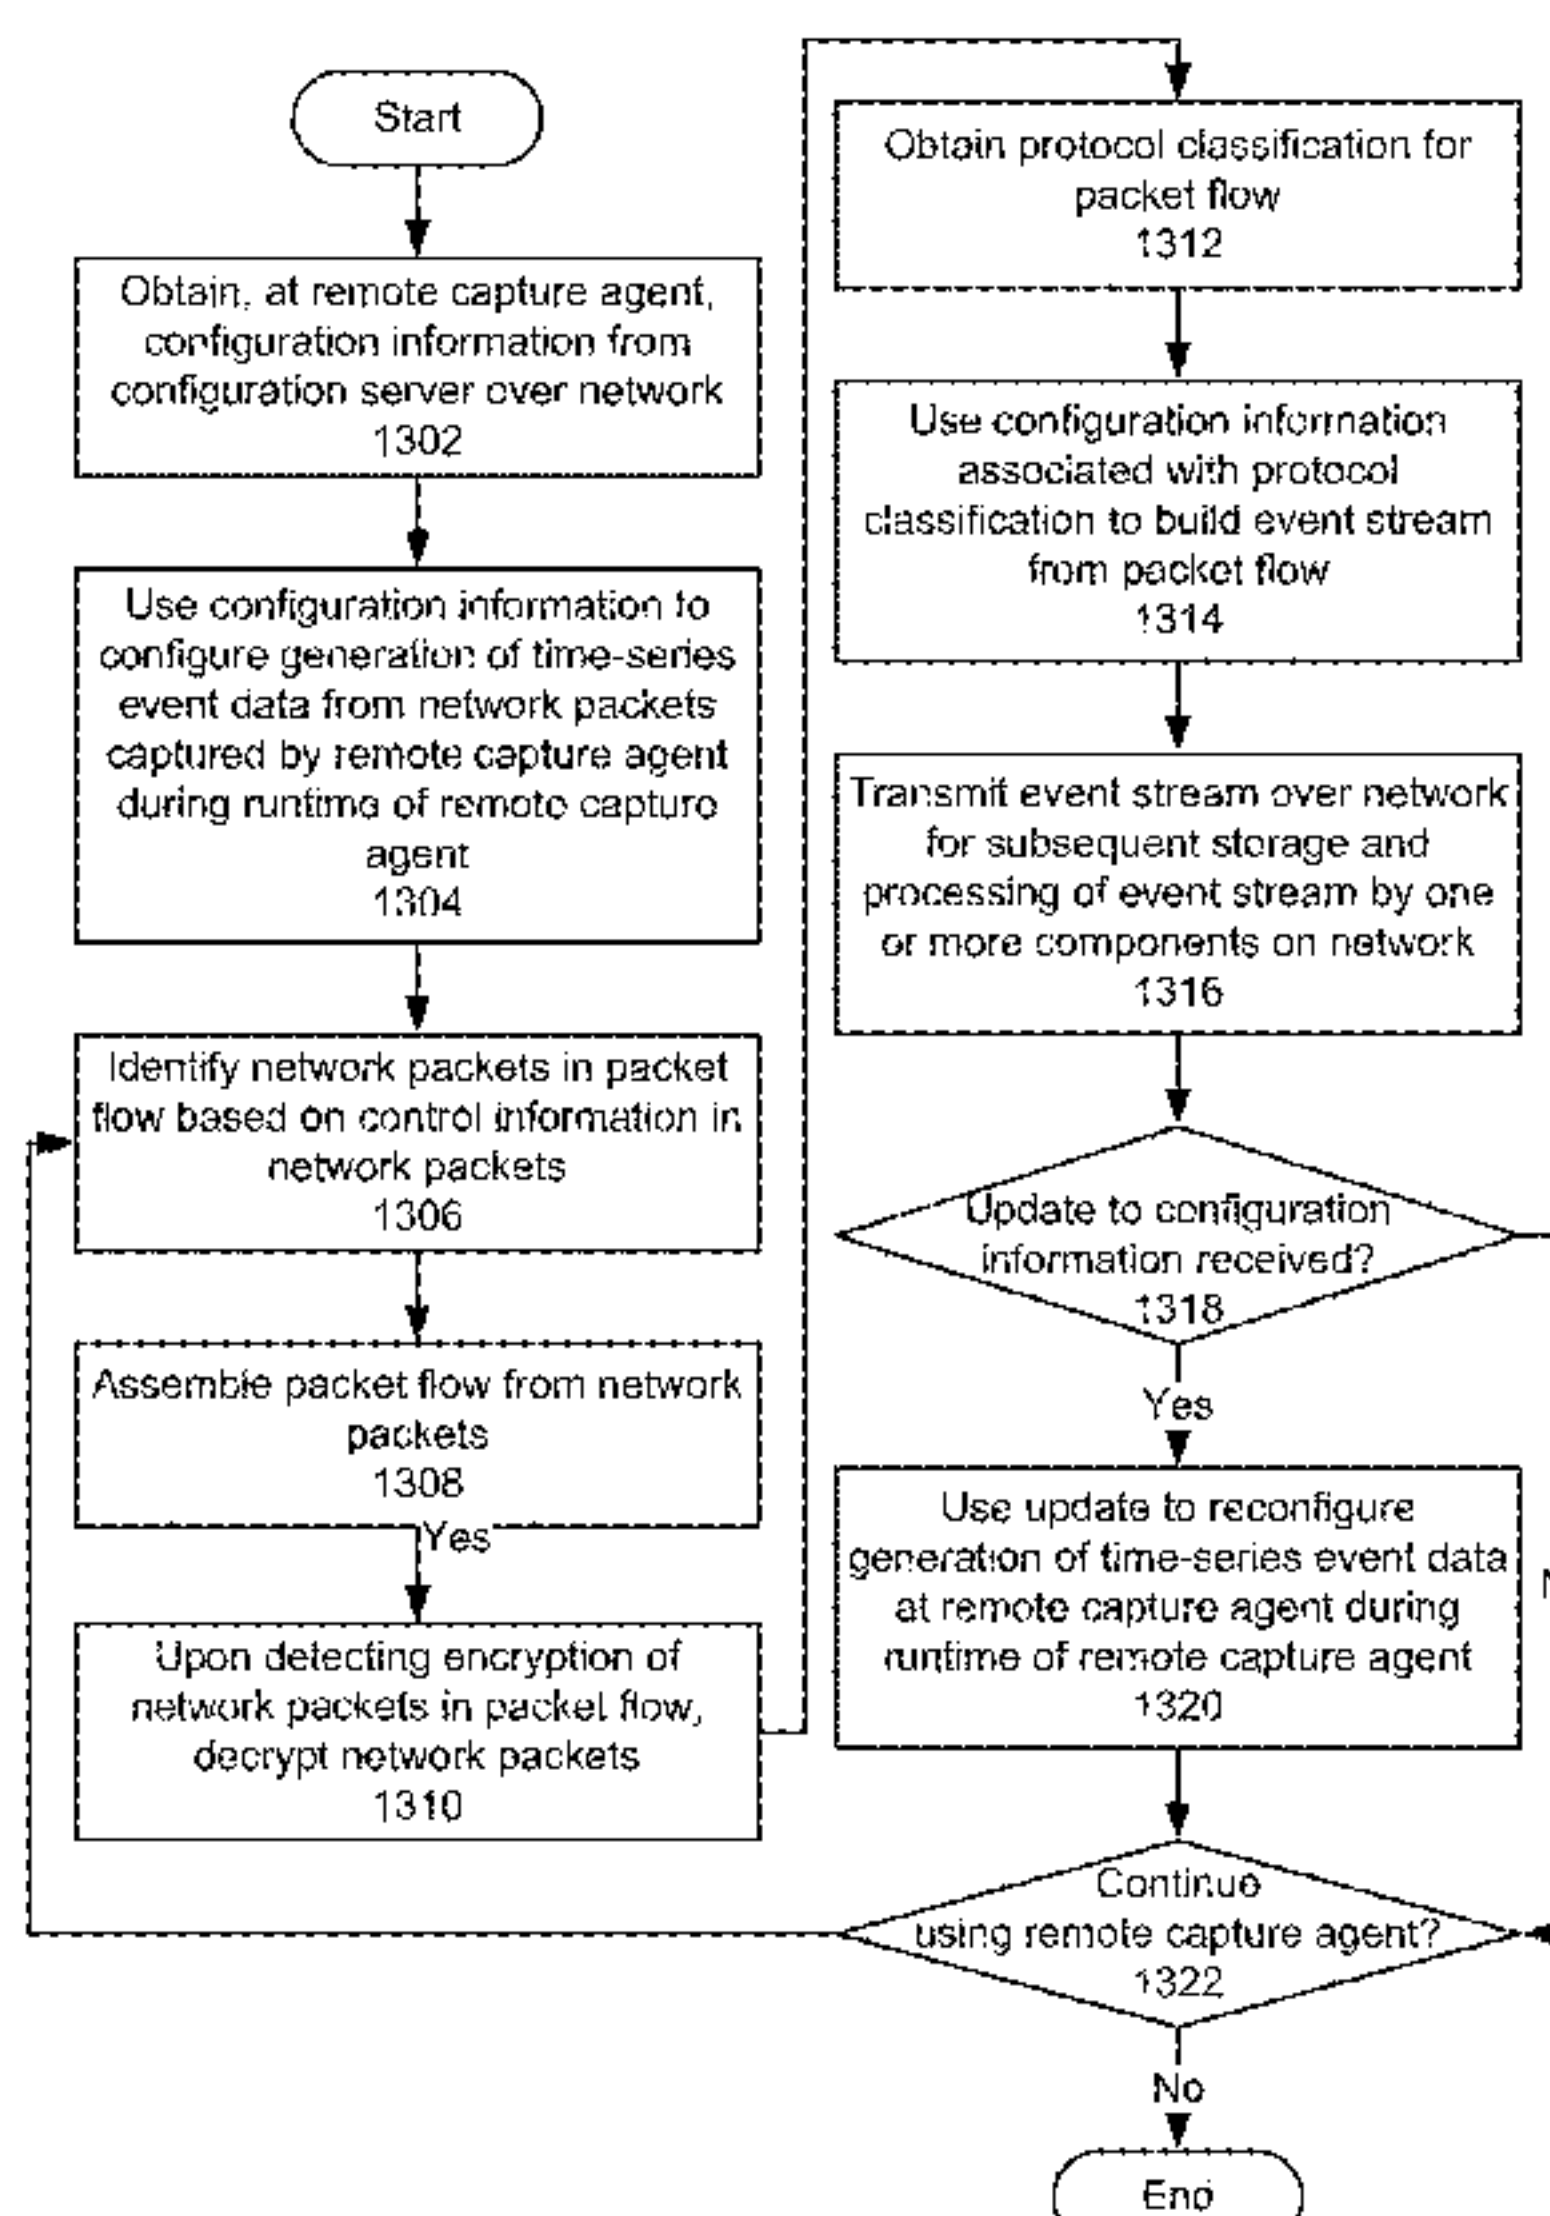 Start
Obtain, at remote capture agent,
configuration information from
configuration server over network
1302
Use configuration information to
configure generation of time-series
event data from network packets
captured by remote capture agent
during runtime of remote capture
agent
1304
Identify network packets in packet
flow based on control information in
network packets
1306
Assemble packet flow from network
packets
1308
Yes
Upon detecting encryption of
network packets in packet flow,
decrypt network packets
1310
Obtain protocol classification for
packet flow
1312
Use configuration information
associated with protocol
classification to build event stream
from packet flow
1314
Transmit event stream over network
for subsequent storage and
processing of event stream by one
or more components on network
1316
Update to configuration
information received?
1318
Yes
Use update to reconfigure
generation of time-series event data
at remote capture agent during
runtime of remote capture agent
1320
Continue
using remote capture agent?
1322
No
End